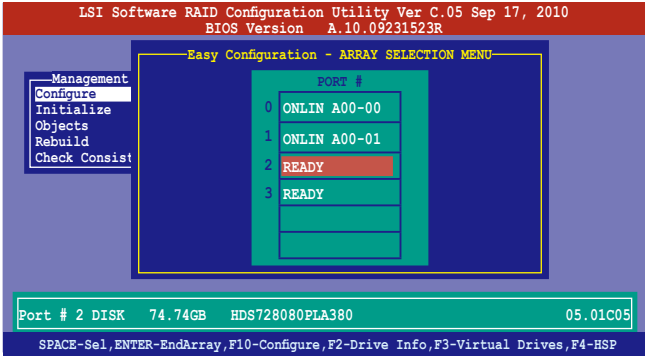 LSI Software RAID Configuration Utility Ver C.05 Sep 17, 2010
BIOS Version A.10.09231523R
Easy Configuration - ARRAY SELECTION MENU
Management
Configure
Initialize
Objects
Rebuild
Check Consist
PORT #
0 ONLIN A00-00
1 ONLIN A00-01
2 READY
3 READY
Port # 2 DISK 74.74GB HDS728080PLA380 05.01C05
SPACE-Sel,ENTER-EndArray,F10-Configure,F2-Drive Info,F3-Virtual Drives,F4-HSP